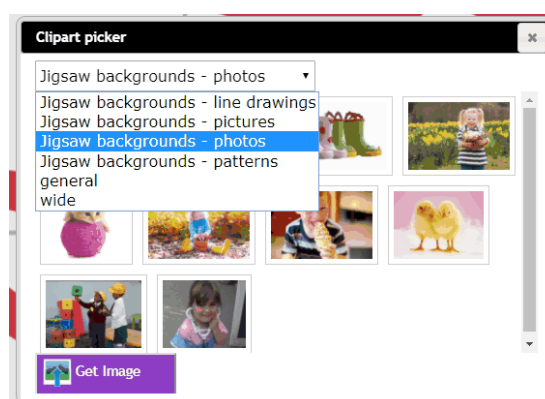 Clipart picker
Jigsaw backgrounds - photos
Jigsaw backgrounds - line drawings
Jigsaw backgrounds - pictures
Jigsaw backgrounds - photos
Jigsaw backgrounds - patterns
general
wide
Get Image